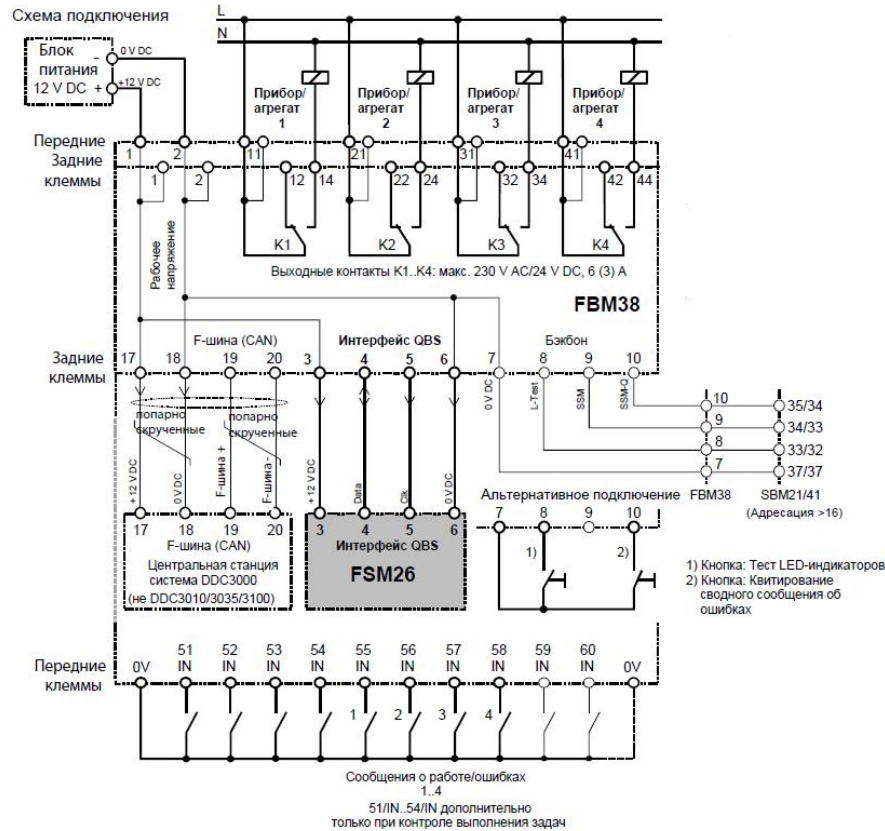 Схема подключения
L
N
Блок
питания
12 V DC
-
0 V DC
+
+12 V DC
Прибор/
агрегат
1
Прибор/
агрегат
2
Прибор/
агрегат
3
Прибор/
агрегат
4
Передние
Задние
клеммы
1 2 11 21 31 41
1 2 12 14 22 24 32 34 42 44
K1 K2 K3 K4
Рабочее
напряжение
Выходные контакты K1..K4: макс. 230 V AC/24 V DC, 6 (3) A
FBM38
F-шина (CAN)
Интерфейс QBS
Бэкбон
Задние
клеммы
17 18 19 20 3 4 5 6 7 8 9 10
0 V DC
L-Test
SSM
SSM-Q
попарно
скрученные
попарно
скрученные
+12 V DC
0 V DC
F-шина +
F-шина -
+12 V DC
Data
Clk
0 V DC
10 35/34
9 34/33
8 33/32
7 37/37
FBM38
SBM21/41
(Адресация >16)
17 18 19 20
F-шина (CAN)
Центральная станция
система DDC3000
(не DDC3010/3035/3100)
3 4 5 6
Интерфейс QBS
FSM26
Альтернативное подключение
7 8 9 10
1)
2)
1) Кнопка: Тест LED-индикаторов
2) Кнопка: Квитирование
сводного сообщения об
ошибках
Передние
клеммы
0V
51
IN
52
IN
53
IN
54
IN
55
IN
56
IN
57
IN
58
IN
59
IN
60
IN
0V
1 2 3 4
Сообщения о работе/ошибках
1..4
51/IN..54/IN дополнительно
только при контроле выполнения задач